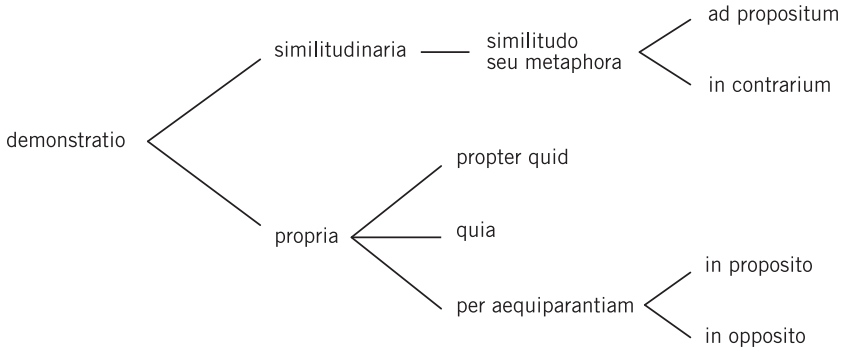 ad propositum
similitudinaria
similitudo
seu metaphora
in contrarium
demonstratio
propter quid
propria
quia
in proposito
per aequiparantiam
in opposito